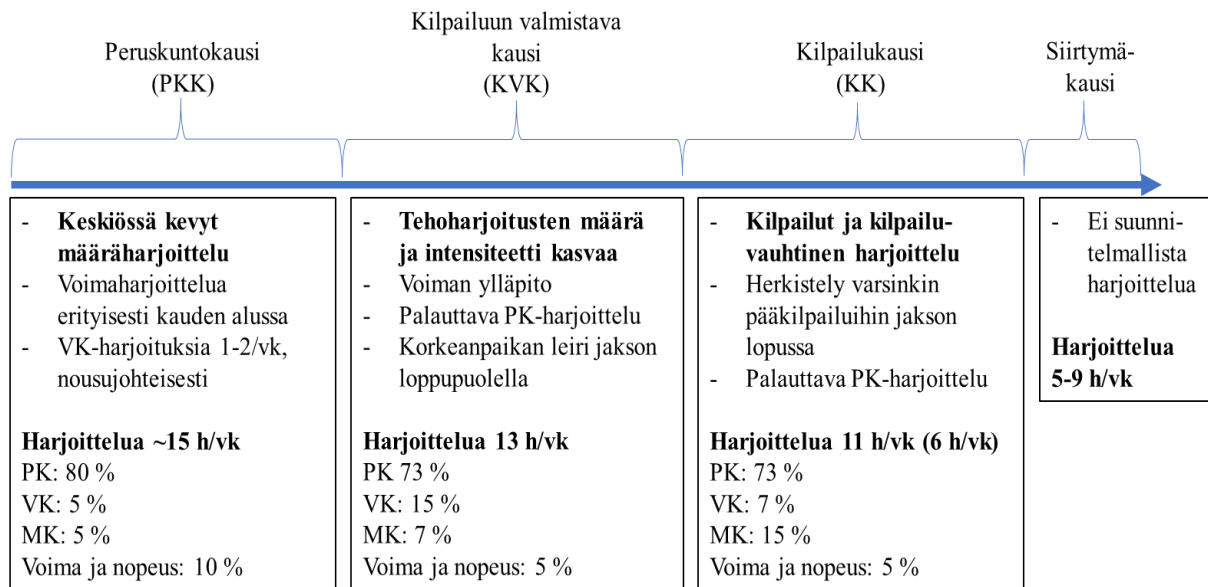 Peruskuntokausi
(PKK)
Kilpailuun valmistava
kausi
(KVK)
Kilpailukausi
(KK)
Siirtymä-
kausi
- Keskiössä kevyt
määräharjoittelu
- Voimaharjoittelua
erityisesti kauden alussa
- VK-harjoituksia 1-2/vk,
nousujohteisesti
Harjoittelua ~15 h/vk
PK: 80 %
VK: 5 %
MK: 5 %
Voima ja nopeus: 10 %
- Tehoharjoitusten määrä
ja intensiteetti kasvaa
- Voiman ylläpito
- Palauttava PK-harjoittelu
- Korkeanpaikan leiri jakson
loppupuolella
Harjoittelua 13 h/vk
PK 73 %
VK: 15 %
MK: 7 %
Voima ja nopeus: 5 %
- Kilpailut ja kilpailu-
vauhtinen harjoittelu
- Herkistely varsinkin
pääkilpailuihin jakson
lopussa
- Palauttava PK-harjoittelu
Harjoittelua 11 h/vk (6 h/vk)
PK: 73 %
VK: 7 %
MK: 15 %
Voima ja nopeus: 5 %
- Ei suunni-
telmallista
harjoittelua
Harjoittelua
5-9 h/vk